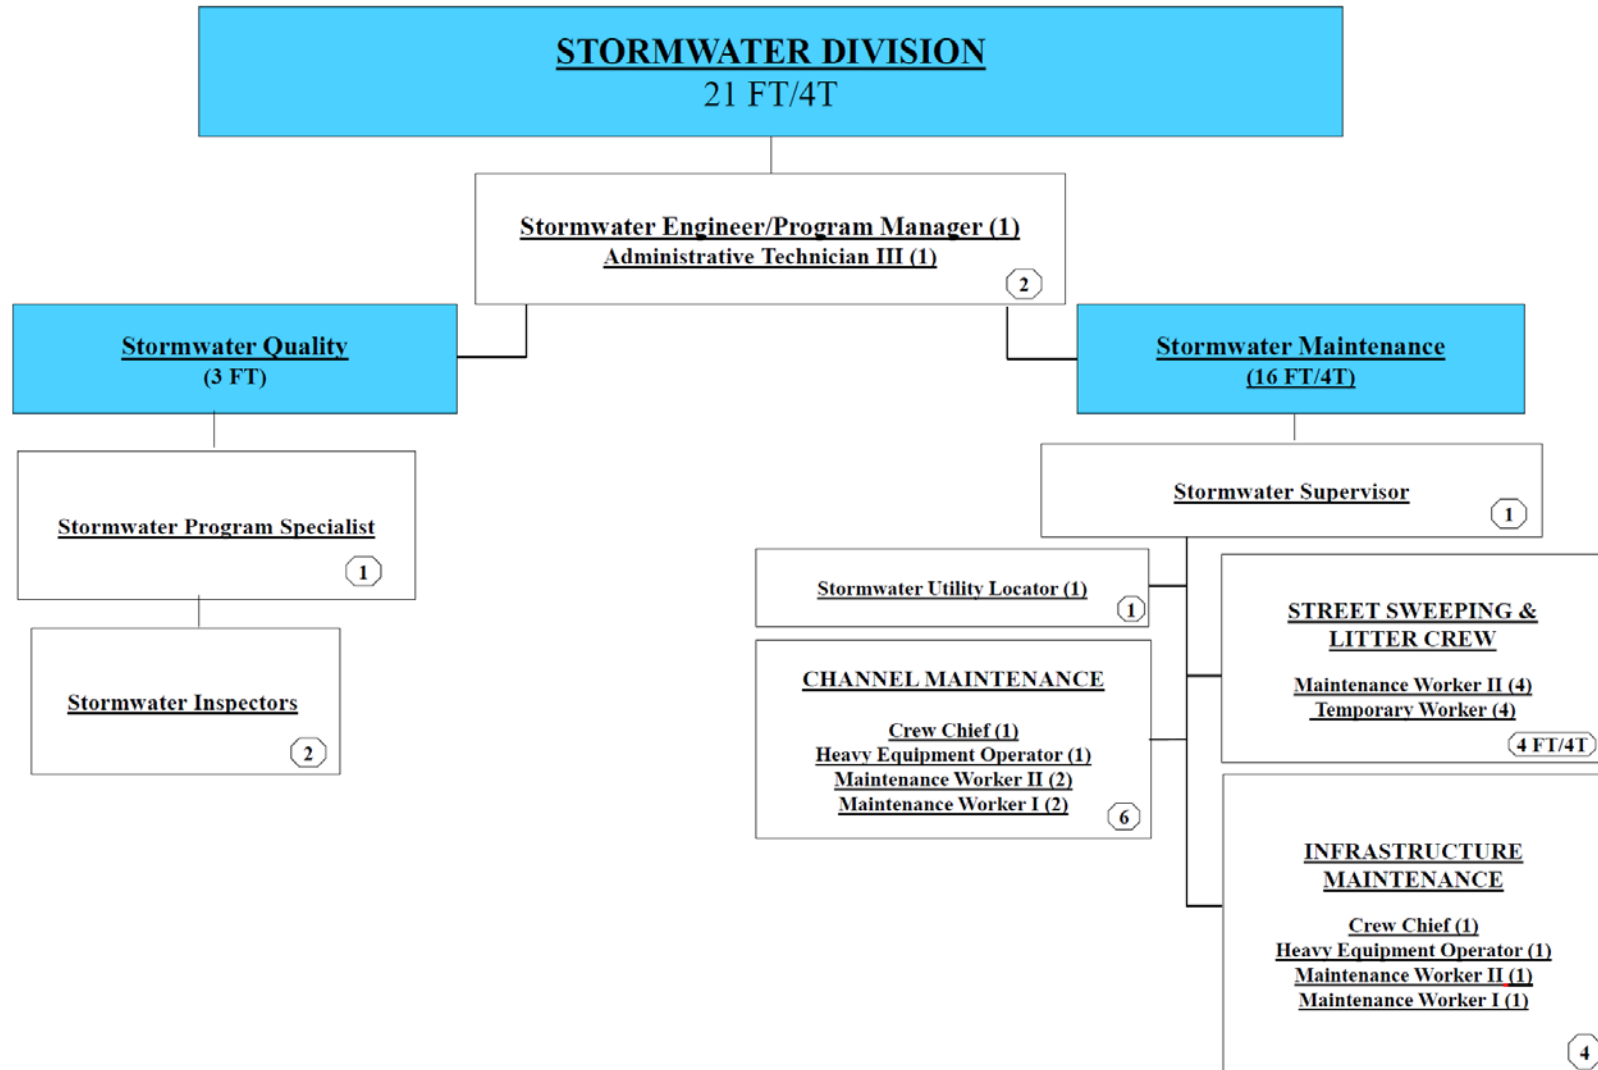 STORMWATER DIVISION
21 FT/4T
Stormwater Engineer/Program Manager (1)
Administrative Technician III (1)
2
Stormwater Quality
(3 FT)
Stormwater Maintenance
(16 FT/4T)
Stormwater Program Specialist
1
Stormwater Inspectors
2
Stormwater Supervisor
1
Stormwater Utility Locator (1)
1
CHANNEL MAINTENANCE
Crew Chief (1)
Heavy Equipment Operator (1)
Maintenance Worker II (2)
Maintenance Worker I (2)
6
STREET SWEEPING &
LITTER CREW
Maintenance Worker II (4)
Temporary Worker (4)
4 FT/4T
INFRASTRUCTURE
MAINTENANCE
Crew Chief (1)
Heavy Equipment Operator (1)
Maintenance Worker II (1)
Maintenance Worker I (1)
4